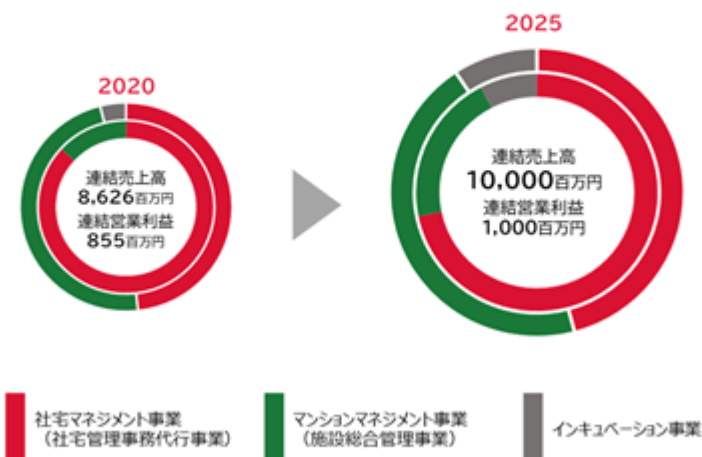 2025
2020
連結売上高
8,626百万円
連結営業利益
855百万円
連結売上高
10,000百万円
連結営業利益
1,000百万円
社宅マネジメント事業
（社宅管理事務代行事業）
マンションマネジメント事業
（施設総合管理事業）
インキュベーション事業